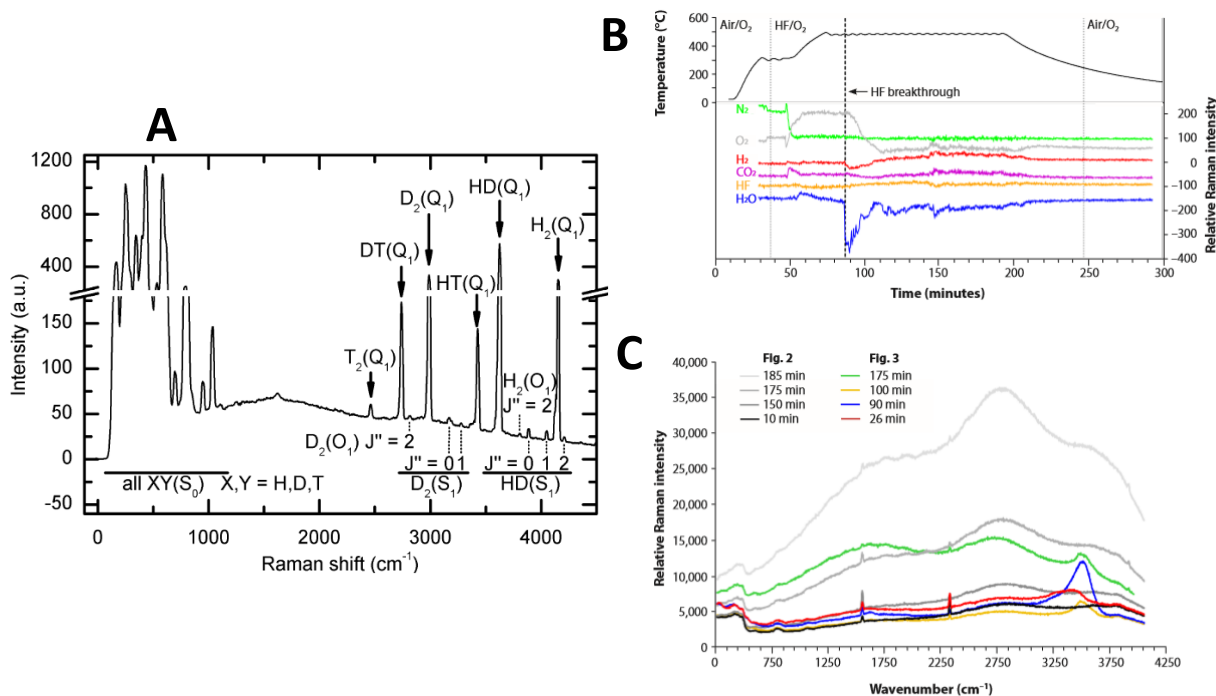 A
1200
1000
800
600
400
150
100
50
0
-50
0
1000
2000
3000
4000
Intensity (a.u.)
Raman shift (cm⁻¹)
T₂(Q₁)
DT(Q₁)
D₂(Q₁)
HT(Q₁)
HD(Q₁)
H₂(Q₁)
H₂(O₁)
J'' = 2
D₂(O₁) J'' = 2
J'' = 0 1
D₂(S₁)
J'' = 0 1 2
HD(S₁)
all XY(S₀) X,Y = H,D,T
B
Air/O₂
HF/O₂
Air/O₂
600
400
200
0
Temperature (°C)
HF breakthrough
N₂
O₂
H₂
CO₂
HF
H₂O
200
100
0
−100
−200
−300
−400
Relative Raman intensity
0
50
100
150
200
250
300
Time (minutes)
C
40,000
35,000
30,000
25,000
20,000
15,000
10,000
5,000
0
Relative Raman intensity
Fig. 2
185 min
175 min
150 min
10 min
Fig. 3
175 min
100 min
90 min
26 min
0
750
1250
1750
2250
2750
3250
3750
4250
Wavenumber (cm⁻¹)